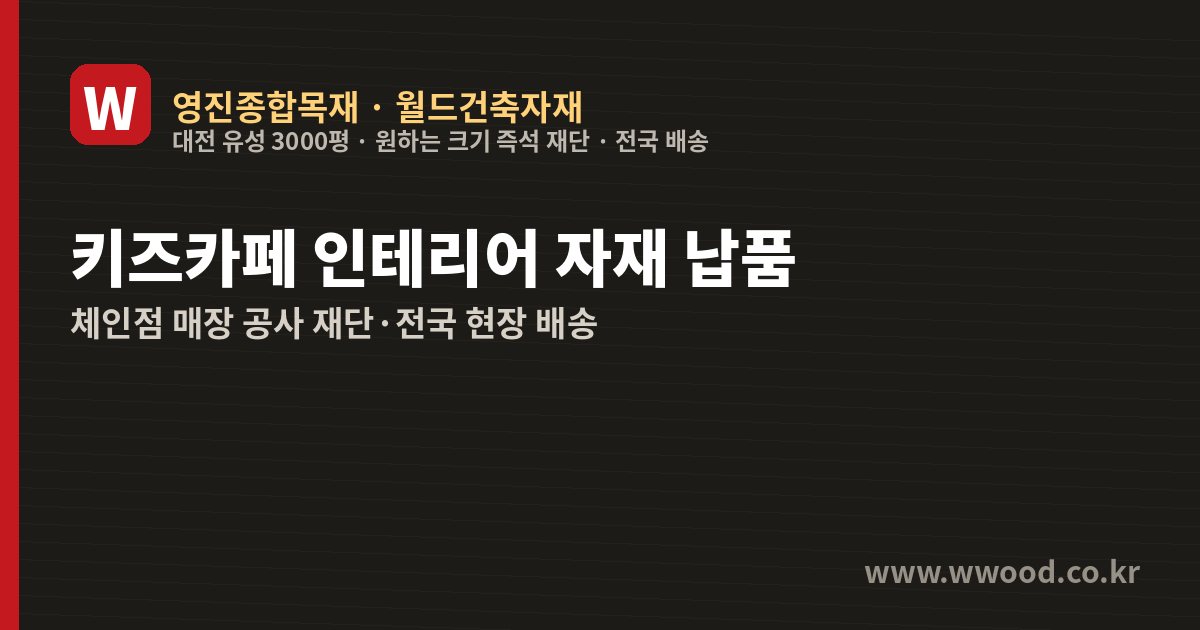 W
영진종합목재 · 월드건축자재
대전 유성 3000평 · 원하는 크기 즉석 재단 · 전국 배송
키즈카페 인테리어 자재 납품
체인점 매장 공사 재단·전국 현장 배송
www.wwood.co.kr